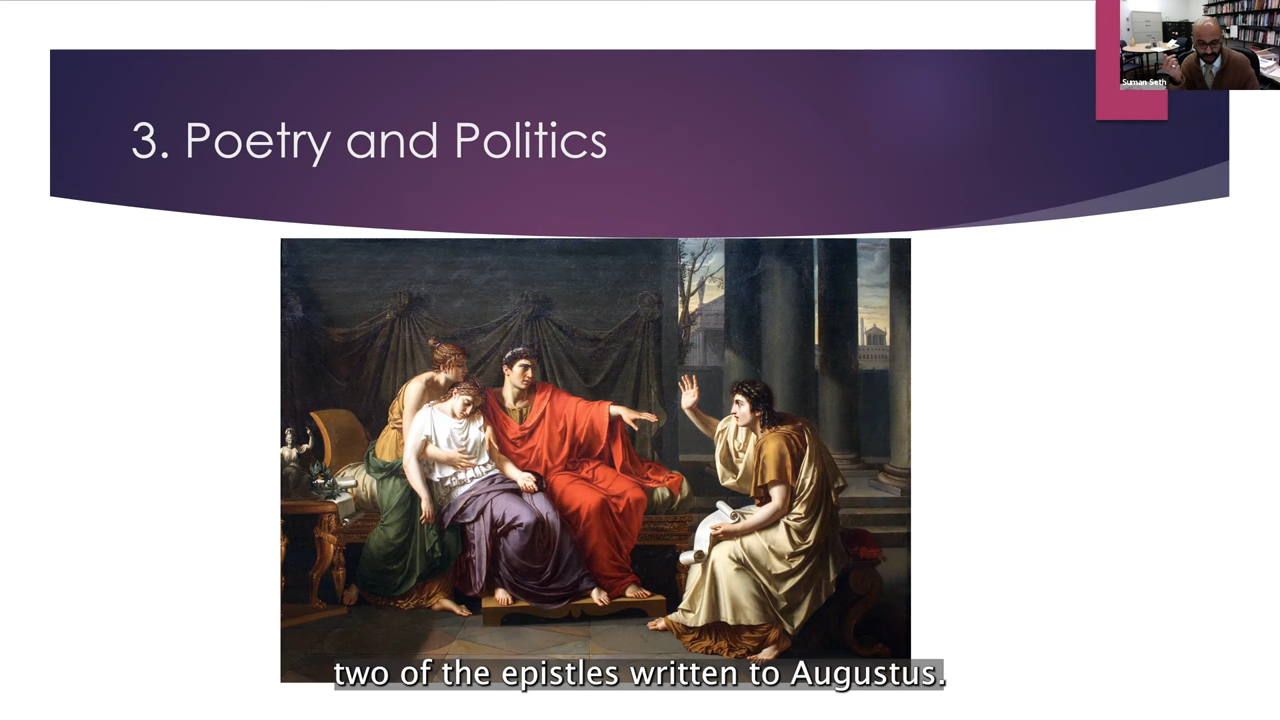 Suman Seth
3. Poetry and Politics
two of the epistles written to Augustus.